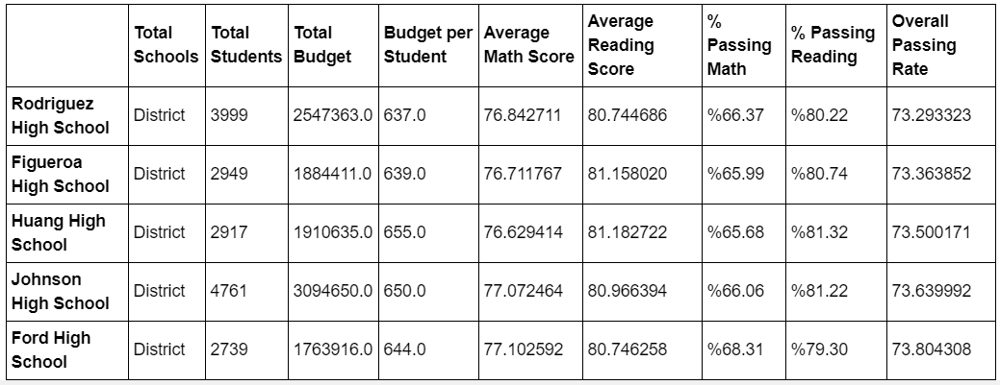 Total Schools Total Students Total Budget Budget per Student Average Math Score Average Reading Score % Passing Math % Passing Reading Overall Passing Rate
Rodriguez High School District 3999 2547363.0 637.0 76.842711 80.744686 %66.37 %80.22 73.293323
Figueroa High School District 2949 1884411.0 639.0 76.711767 81.158020 %65.99 %80.74 73.363852
Huang High School District 2917 1910635.0 655.0 76.629414 81.182722 %65.68 %81.32 73.500171
Johnson High School District 4761 3094650.0 650.0 77.072464 80.966394 %66.06 %81.22 73.639992
Ford High School District 2739 1763916.0 644.0 77.102592 80.746258 %68.31 %79.30 73.804308